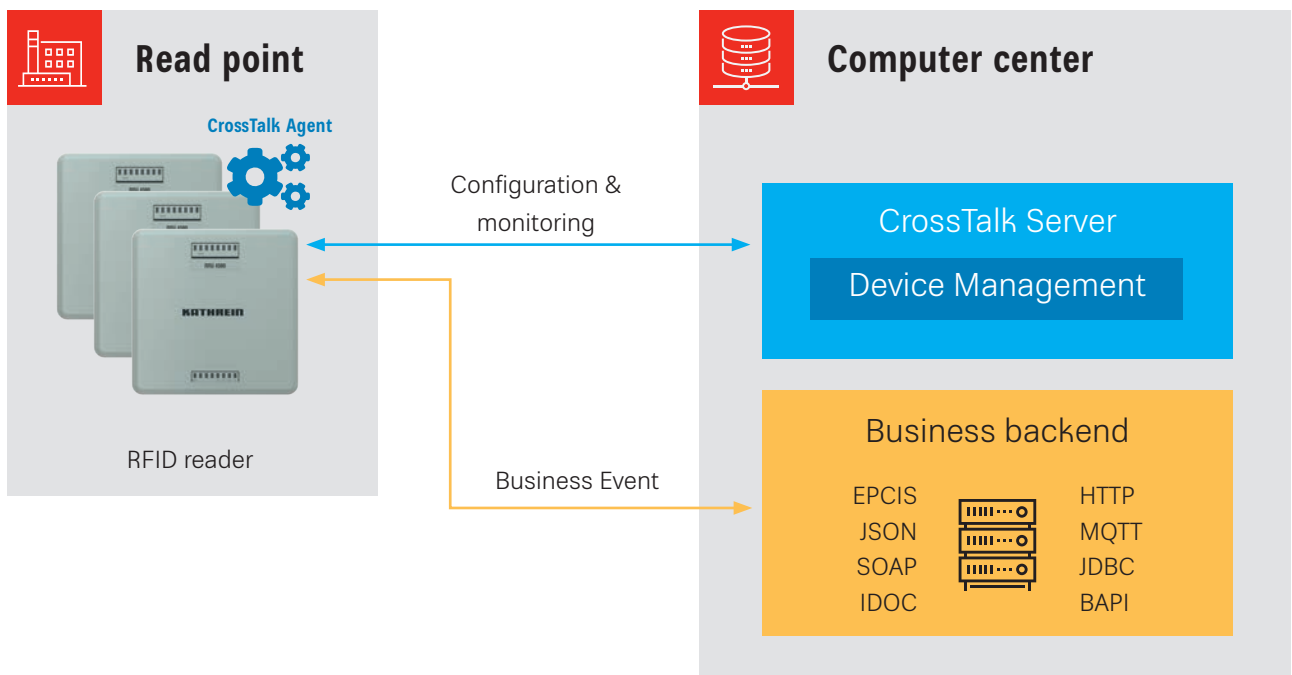 Read point
CrossTalk Agent
KATHREIN
RFID reader
Configuration &
monitoring
Business Event
Computer center
CrossTalk Server
Device Management
Business backend
EPCIS
JSON
SOAP
IDOC
HTTP
MQTT
JDBC
BAPI